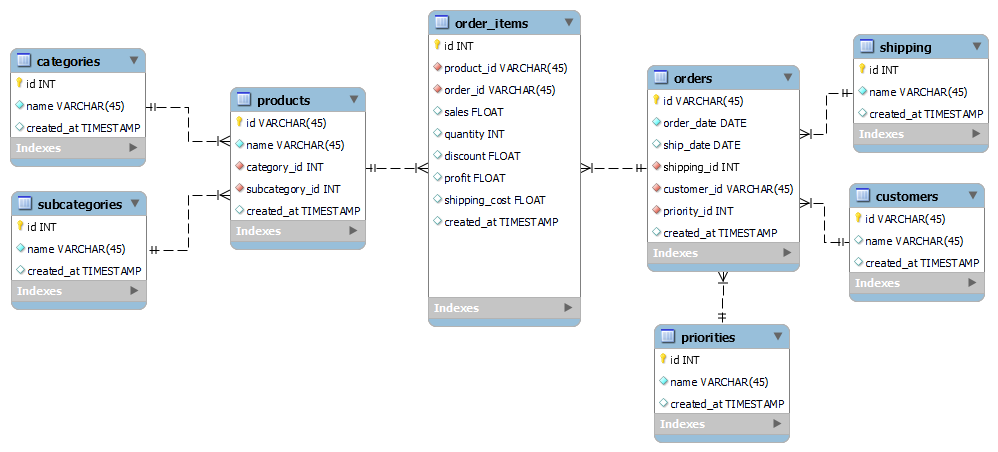 categories
id INT
name VARCHAR(45)
created_at TIMESTAMP
Indexes
subcategories
id INT
name VARCHAR(45)
created_at TIMESTAMP
Indexes
products
id VARCHAR(45)
name VARCHAR(45)
category_id INT
subcategory_id INT
created_at TIMESTAMP
Indexes
order_items
id INT
product_id VARCHAR(45)
order_id VARCHAR(45)
sales FLOAT
quantity INT
discount FLOAT
profit FLOAT
shipping_cost FLOAT
created_at TIMESTAMP
Indexes
orders
id VARCHAR(45)
order_date DATE
ship_date DATE
shipping_id INT
customer_id VARCHAR(45)
priority_id INT
created_at TIMESTAMP
Indexes
priorities
id INT
name VARCHAR(45)
created_at TIMESTAMP
Indexes
shipping
id INT
name VARCHAR(45)
created_at TIMESTAMP
Indexes
customers
id VARCHAR(45)
name VARCHAR(45)
created_at TIMESTAMP
Indexes